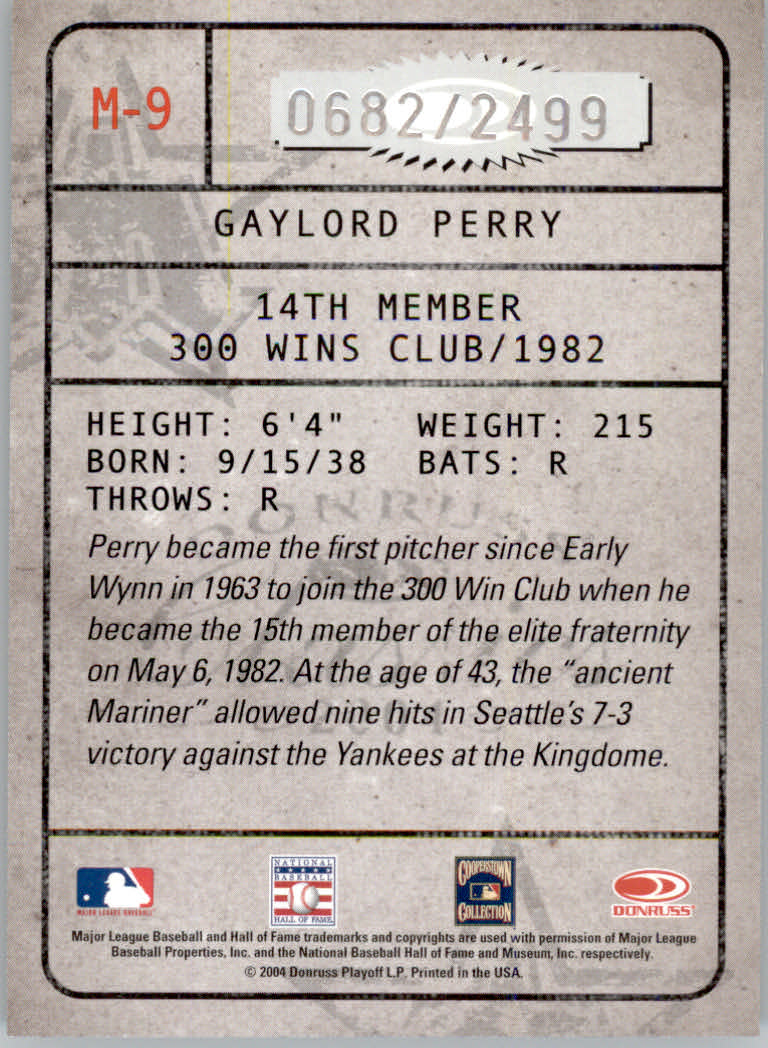 M-9
0682/2499
GAYLORD PERRY
14TH MEMBER
300 WINS CLUB/1982
HEIGHT: 6'4" WEIGHT: 215
BORN: 9/15/38 BATS: R
THROWS: R
DONRUSS
Perry became the first pitcher since Early
Wynn in 1963 to join the 300 Win Club when he
became the 15th member of the elite fraternity
on May 6, 1982. At the age of 43, the "ancient
Mariner" allowed nine hits in Seattle's 7-3
victory against the Yankees at the Kingdome.
MAJOR LEAGUE BASEBALL
NATIONAL
BASEBALL
HALL OF FAME
COOPERSTOWN
COLLECTION
DONRUSS
Major League Baseball and Hall of Fame trademarks and copyrights are used with permission of Major League
Baseball Properties, Inc. and the National Baseball Hall of Fame and Museum, Inc. respectively.
© 2004 Donruss Playoff L.P. Printed in the USA.